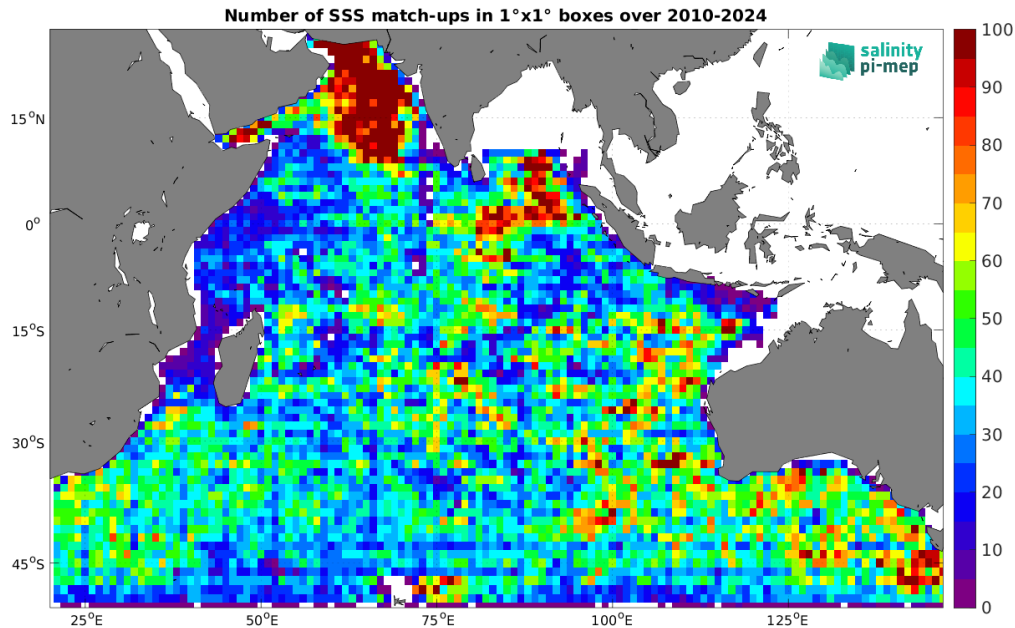 Number of SSS match-ups in 1°x1° boxes over 2010-2024
salinity
pi-mep
15°N
0°
15°S
30°S
45°S
25°E
50°E
75°E
100°E
125°E
100
90
80
70
60
50
40
30
20
10
0